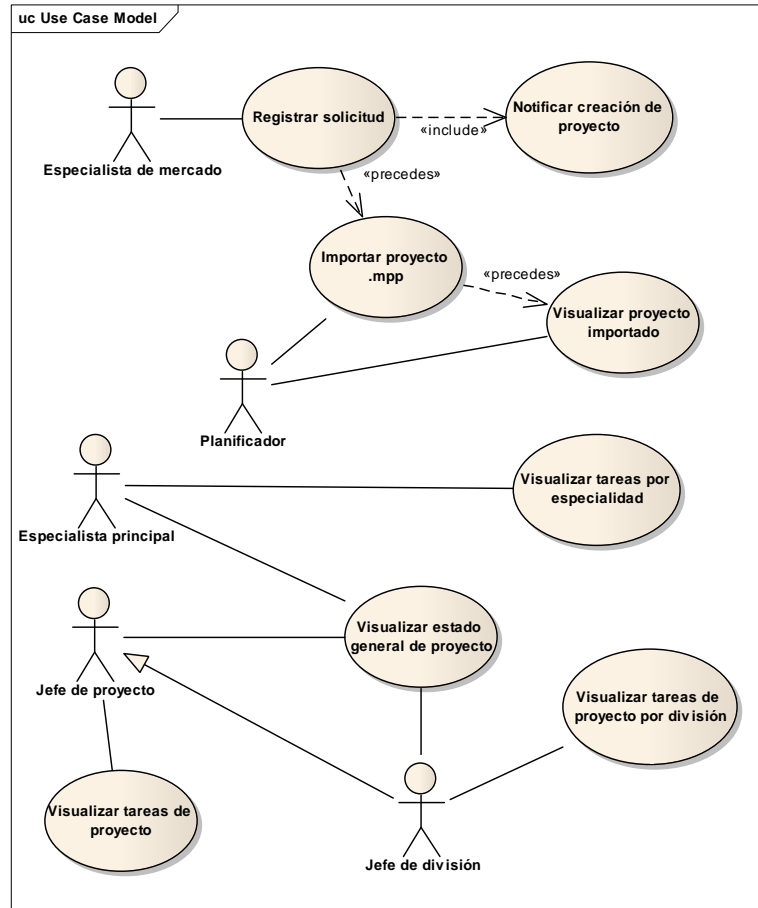 uc Use Case Model
Registrar solicitud
«include»
Notificar creación de
proyecto
Especialista de mercado
«precedes»
Importar proyecto
.mpp
«precedes»
Visualizar proyecto
importado
Planificador
Visualizar tareas por
especialidad
Especialista principal
Visualizar estado
general de proyecto
Jefe de proyecto
Visualizar tareas de
proyecto por división
Visualizar tareas de
proyecto
Jefe de división